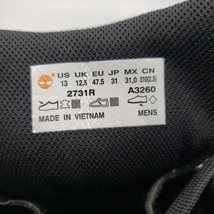 US UK EU JP MX CN
13 12.5 47.5 31 31.0 310(2.5)
2731R A3260
MADE IN VIETNAM MENS